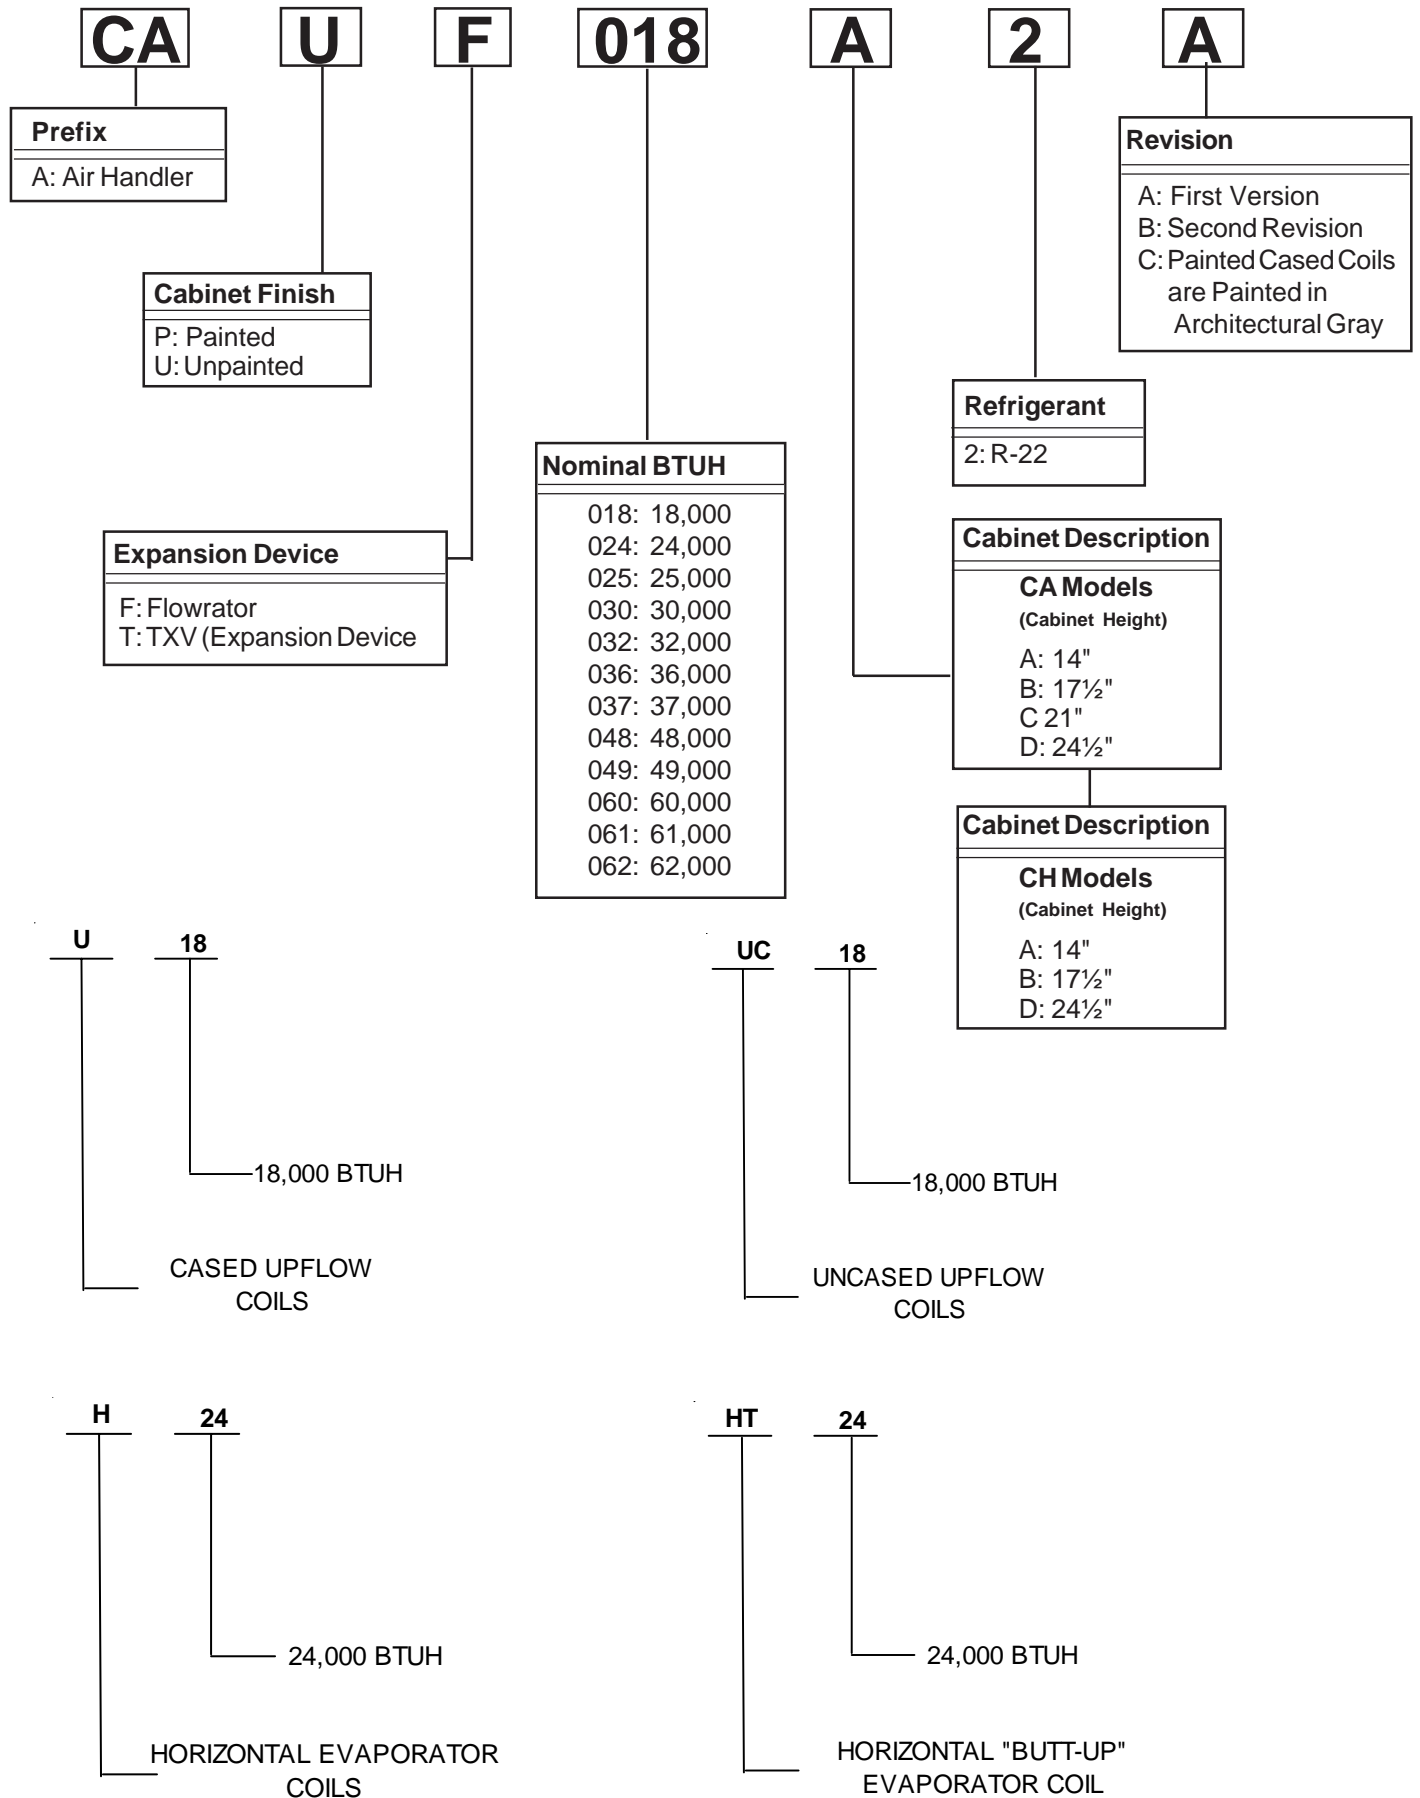 CA U F 018 A 2 A
Prefix
A: Air Handler
Revision
A: First Version
B: Second Revision
C: Painted Cased Coils
are Painted in
Architectural Gray
Cabinet Finish
P: Painted
U: Unpainted
Refrigerant
2: R-22
Nominal BTUH
018: 18,000
024: 24,000
025: 25,000
030: 30,000
032: 32,000
036: 36,000
037: 37,000
048: 48,000
049: 49,000
060: 60,000
061: 61,000
062: 62,000
Expansion Device
F: Flowrator
T: TXV (Expansion Device
Cabinet Description
CA Models
(Cabinet Height)
A: 14"
B: 17½"
C 21"
D: 24½"
Cabinet Description
CH Models
(Cabinet Height)
A: 14"
B: 17½"
D: 24½"
U 18
18,000 BTUH
CASED UPFLOW
COILS
UC 18
18,000 BTUH
UNCASED UPFLOW
COILS
H 24
24,000 BTUH
HORIZONTAL EVAPORATOR
COILS
HT 24
24,000 BTUH
HORIZONTAL "BUTT-UP"
EVAPORATOR COIL